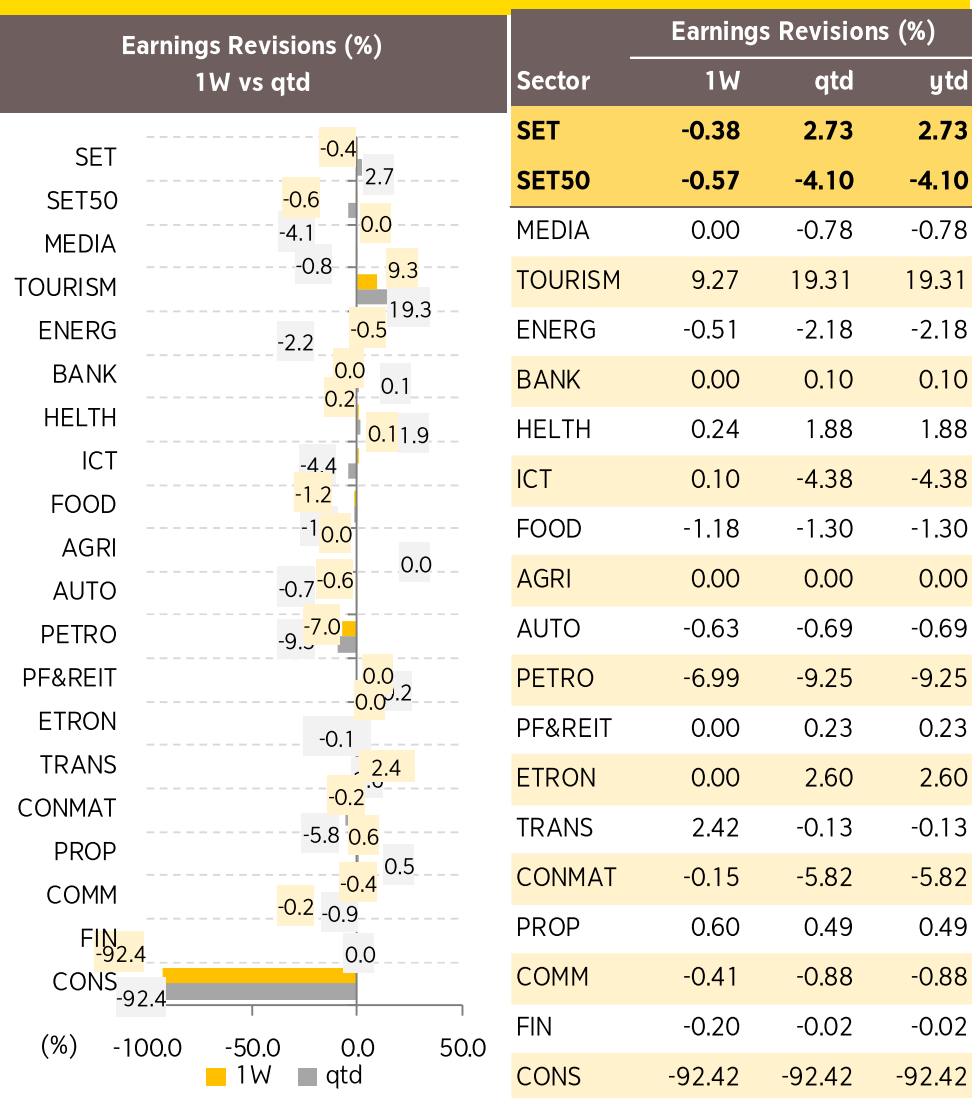 Earnings Revisions (%)
1W vs qtd
SET
-0.4
2.7
SET50
-0.6
-4.1
MEDIA
0.0
-0.8
TOURISM
9.3
19.3
ENERG
-0.5
-2.2
BANK
0.0
0.1
HELTH
0.2
1.9
ICT
0.1
-4.4
FOOD
-1.2
-1
AGRI
0.0
0.0
AUTO
-0.6
-0.7
PETRO
-7.0
PF&REIT
0.0
ETRON
-0.0
TRANS
-0.1
2.4
CONMAT
-0.2
-5.8
PROP
0.6
0.5
COMM
-0.4
-0.9
FIN
-0.2
0.0
CONS
-92.4
-92.4
(%)
-100.0 -50.0 0.0 50.0
1W qtd
Earnings Revisions (%)
Sector 1W qtd ytd
SET -0.38 2.73 2.73
SET50 -0.57 -4.10 -4.10
MEDIA 0.00 -0.78 -0.78
TOURISM 9.27 19.31 19.31
ENERG -0.51 -2.18 -2.18
BANK 0.00 0.10 0.10
HELTH 0.24 1.88 1.88
ICT 0.10 -4.38 -4.38
FOOD -1.18 -1.30 -1.30
AGRI 0.00 0.00 0.00
AUTO -0.63 -0.69 -0.69
PETRO -6.99 -9.25 -9.25
PF&REIT 0.00 0.23 0.23
ETRON 0.00 2.60 2.60
TRANS 2.42 -0.13 -0.13
CONMAT -0.15 -5.82 -5.82
PROP 0.60 0.49 0.49
COMM -0.41 -0.88 -0.88
FIN -0.20 -0.02 -0.02
CONS -92.42 -92.42 -92.42